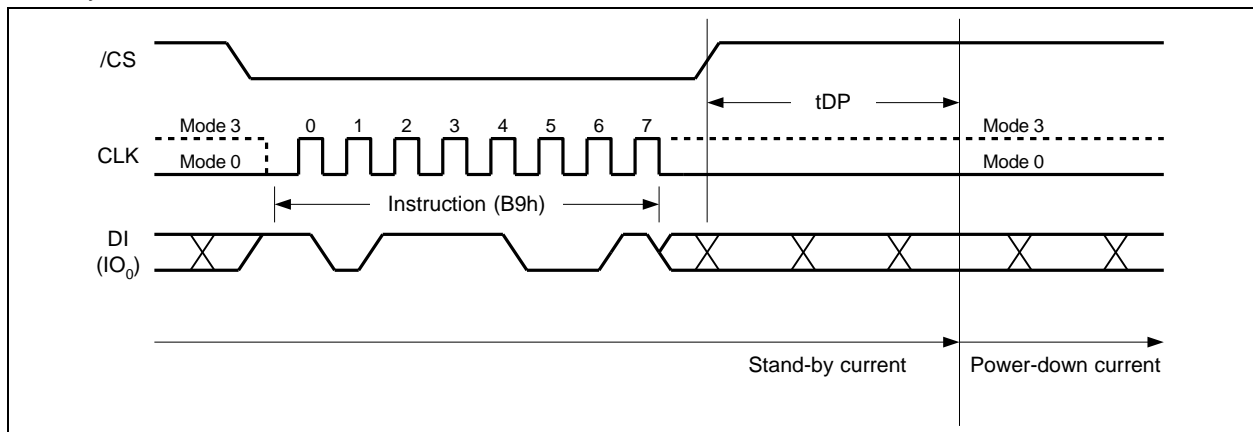 /CS
tDP
Mode 3 0 1 2 3 4 5 6 7 Mode 3
CLK
Mode 0 Mode 0
Instruction (B9h)
DI
(IO₀)
Stand-by current Power-down current